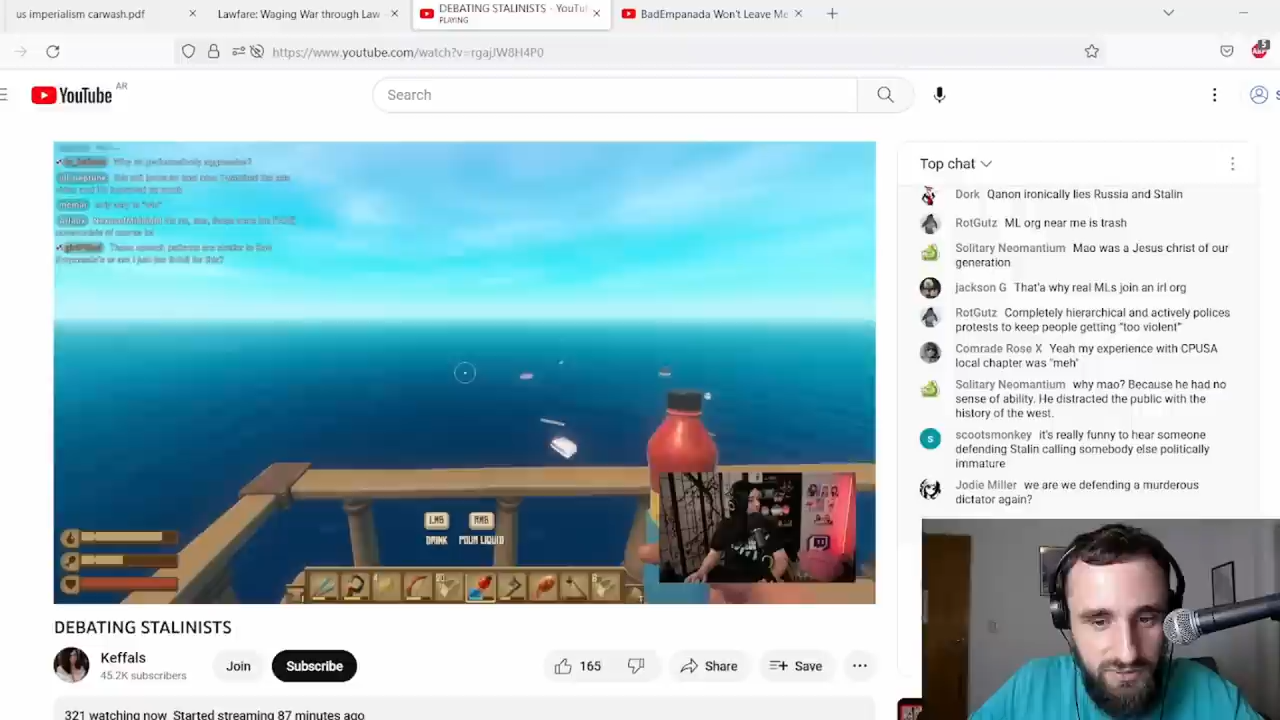 us imperialism carwash.pdf
Lawfare: Waging War through Law
DEBATING STALINISTS - YouTu
PLAYING
BadEmpanada Won't Leave Me
https://www.youtube.com/watch?v=rgajJW8H4P0
5
YouTube
AR
Search
Top chat
Dork Qanon ironically lies Russia and Stalin
RotGutz ML org near me is trash
Solitary Neomantium Mao was a Jesus christ of our
generation
jackson G That'a why real MLs join an irl org
RotGutz Completely hierarchical and actively polices
protests to keep people getting "too violent"
Comrade Rose X Yeah my experience with CPUSA
local chapter was "meh"
Solitary Neomantium why mao? Because he had no
sense of ability. He distracted the public with the
history of the west.
scootsmonkey it's really funny to hear someone
defending Stalin calling somebody else politically
immature
Jodie Miller we are we defending a murderous
dictator again?
LMB
RMB
DRINK
POUR LIQUID
DEBATING STALINISTS
Keffals
45.2K subscribers
Join
Subscribe
165
Share
Save
321 watching now Started streaming 87 minutes ago